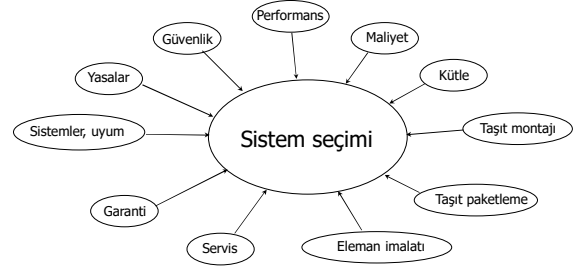 Performans
Güvenlik
Maliyet
Yasalar
Kütle
Sistemler, uyum
Sistem seçimi
Taşıt montajı
Garanti
Taşıt paketleme
Servis
Eleman imalatı